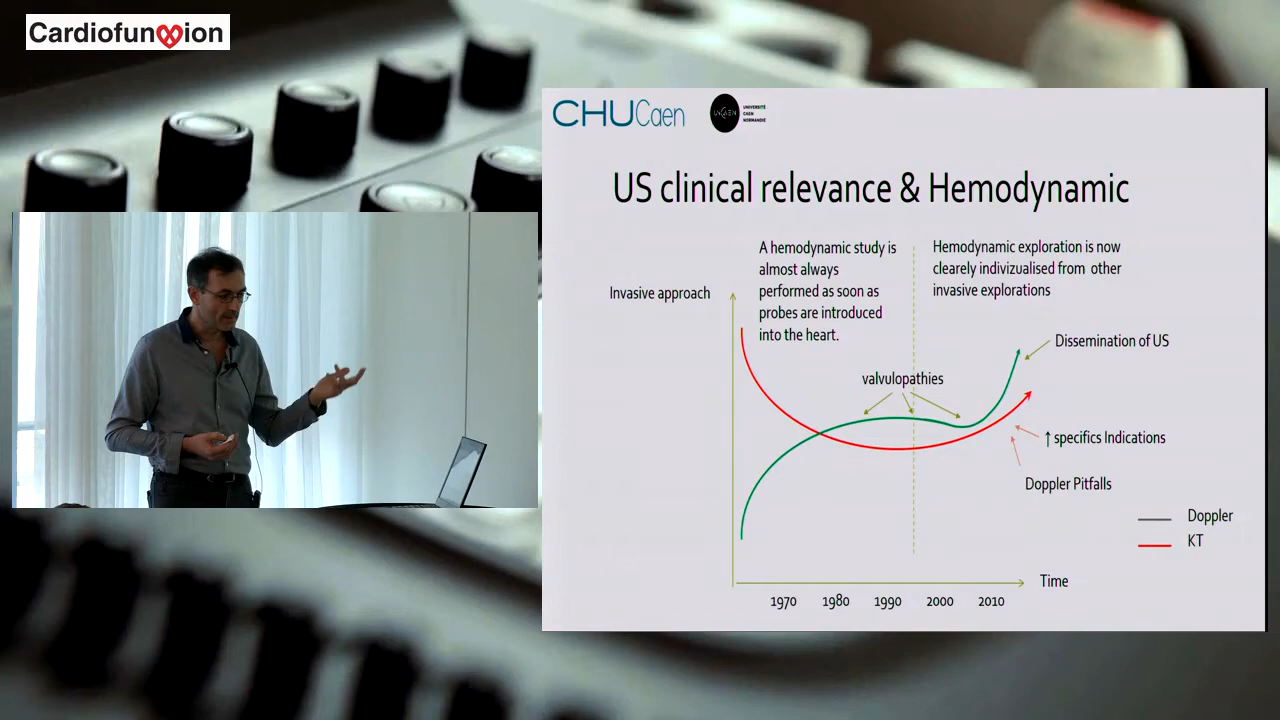 CardiofunXion
CHUCaen
UNICAEN
UNIVERSITÉ
CAEN
NORMANDIE
US clinical relevance & Hemodynamic
A hemodynamic study is
almost always
performed as soon as
probes are introduced
into the heart.
Hemodynamic exploration is now
clearely indivizualised from other
invasive explorations
Invasive approach
Dissemination of US
valvulopathies
↑ specifics Indications
Doppler Pitfalls
Doppler
KT
Time
1970 1980 1990 2000 2010